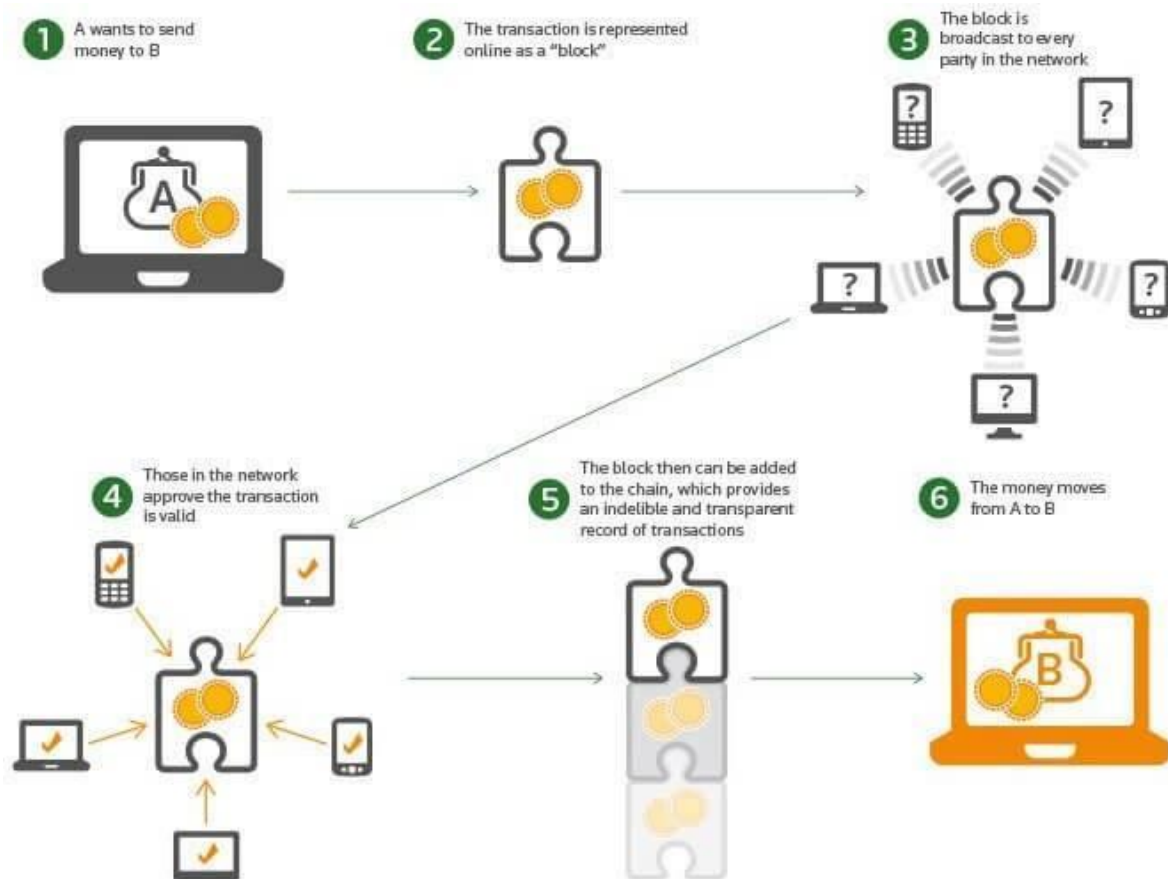 1
A wants to send
money to B
2
The transaction is represented
online as a “block”
3
The block is
broadcast to every
party in the network
A
?
?
?
?
?
4
Those in the network
approve the transaction
is valid
5
The block then can be added
to the chain, which provides
an indelible and transparent
record of transactions
6
The money moves
from A to B
B